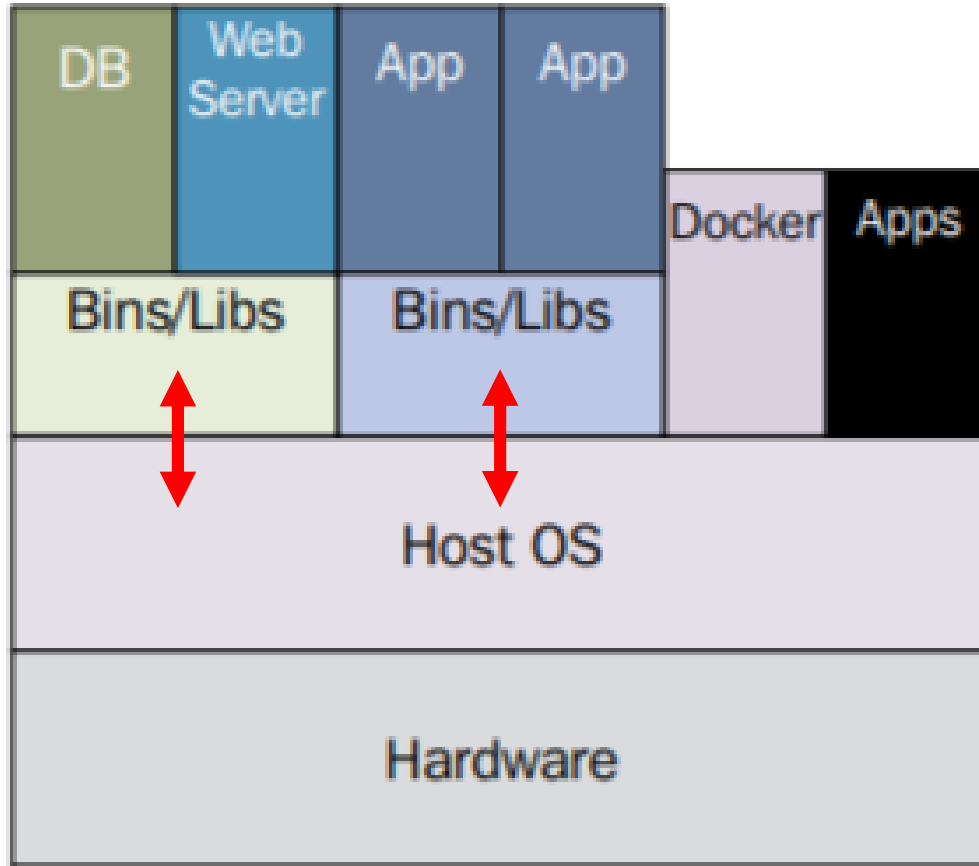 DB
Web
Server
App
App
Docker
Apps
Bins/Libs
Bins/Libs
Host OS
Hardware